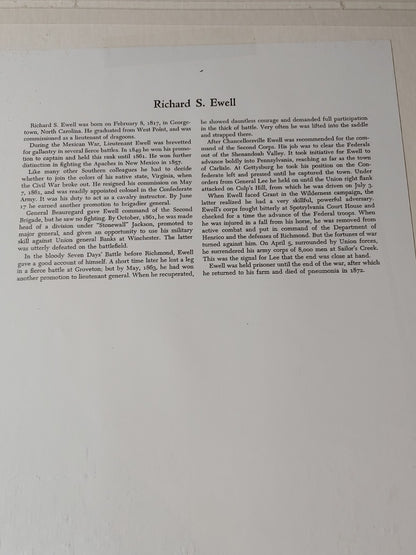 Richard S. Ewell
Richard S. Ewell was born on February 8, 1817, in George-
town, North Carolina. He graduated from West Point, and was
commissioned as a lieutenant of dragoons.
During the Mexican War, Lieutenant Ewell was brevetted
for gallantry in several fierce battles. In 1849 he won his promo-
tion to captain and held this rank until 1861. He won further
distinction in fighting the Apaches in New Mexico in 1857.
Like many other Southern colleagues he had to decide
whether to join the colors of his native state, Virginia, when
the Civil War broke out. He resigned his commission on May
7, 1861, and was readily appointed colonel in the Confederate
Army. It was his duty to act as a cavalry instructor. By June
17 he earned another promotion to brigadier general.
General Beauregard gave Ewell command of the Second
Brigade, but he saw no fighting. By October, 1861, he was made
head of a division under "Stonewall" Jackson, promoted to
major general, and given an opportunity to use his military
skill against Union general Banks at Winchester. The latter
was utterly defeated on the battlefield.
In the bloody Seven Days' Battle before Richmond, Ewell
gave a good account of himself. A short time later he lost a leg
in a fierce battle at Groveton; but by May, 1863, he had won
another promotion to lieutenant general. When he recuperated,
he showed dauntless courage and demanded full participation
in the thick of battle. Very often he was lifted into the saddle
and strapped there.
After Chancellorsville Ewell was recommended for the com-
mand of the Second Corps. His job was to clear the Federals
out of the Shenandoah Valley. It took initiative for Ewell to
advance boldly into Pennsylvania, reaching as far as the town
of Carlisle. At Gettysburg he took his position on the Con-
federate left and pressed until he captured the town. Under
orders from General Lee he held on until the Union right flank
attacked on Culp's Hill, from which he was driven on July 3.
When Ewell faced Grant in the Wilderness campaign, the
latter realized he had a very skillful, powerful adversary.
Ewell's corps fought bitterly at Spotsylvania Court House and
checked for a time the advance of the Federal troops. When
he was injured in a fall from his horse, he was removed from
active combat and put in command of the Department of
Henrico and the defenses of Richmond. But the fortunes of war
turned against him. On April 5, surrounded by Union forces,
he surrendered his army corps of 8,000 men at Sailor's Creek.
This was the signal for Lee that the end was close at hand.
Ewell was held prisoner until the end of the war, after which
he returned to his farm and died of pneumonia in 1872.